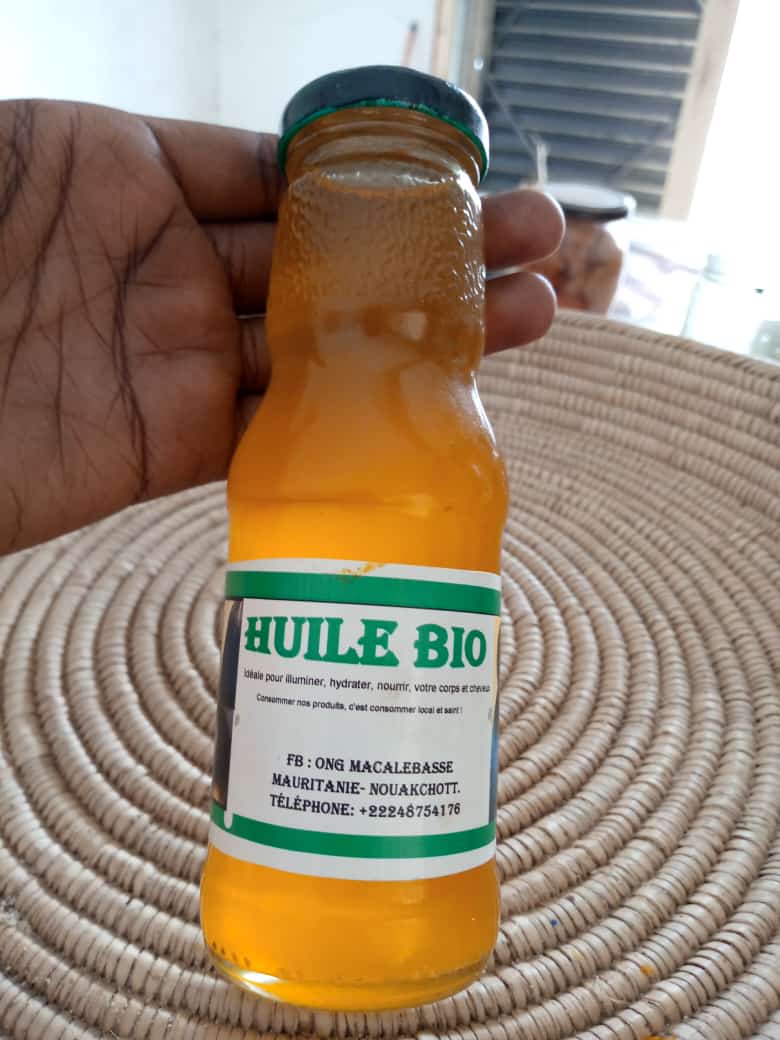 HUILE BIO
Idéale pour illuminer, hydrater, nourrir, votre corps et cheveux
Consommer nos produits, c'est consommer local et saint !
FB : ONG MACALEBASSE
MAURITANIE- NOUAKCHOTT.
TÉLÉPHONE: +22248754176